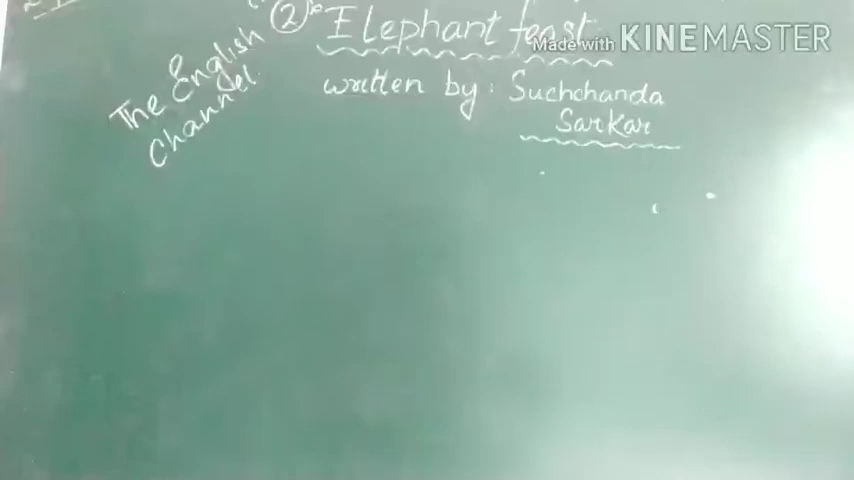 ② Elephant feast
Made with KINEMASTER
The English
Channel
written by: Suchchanda
Sarkar